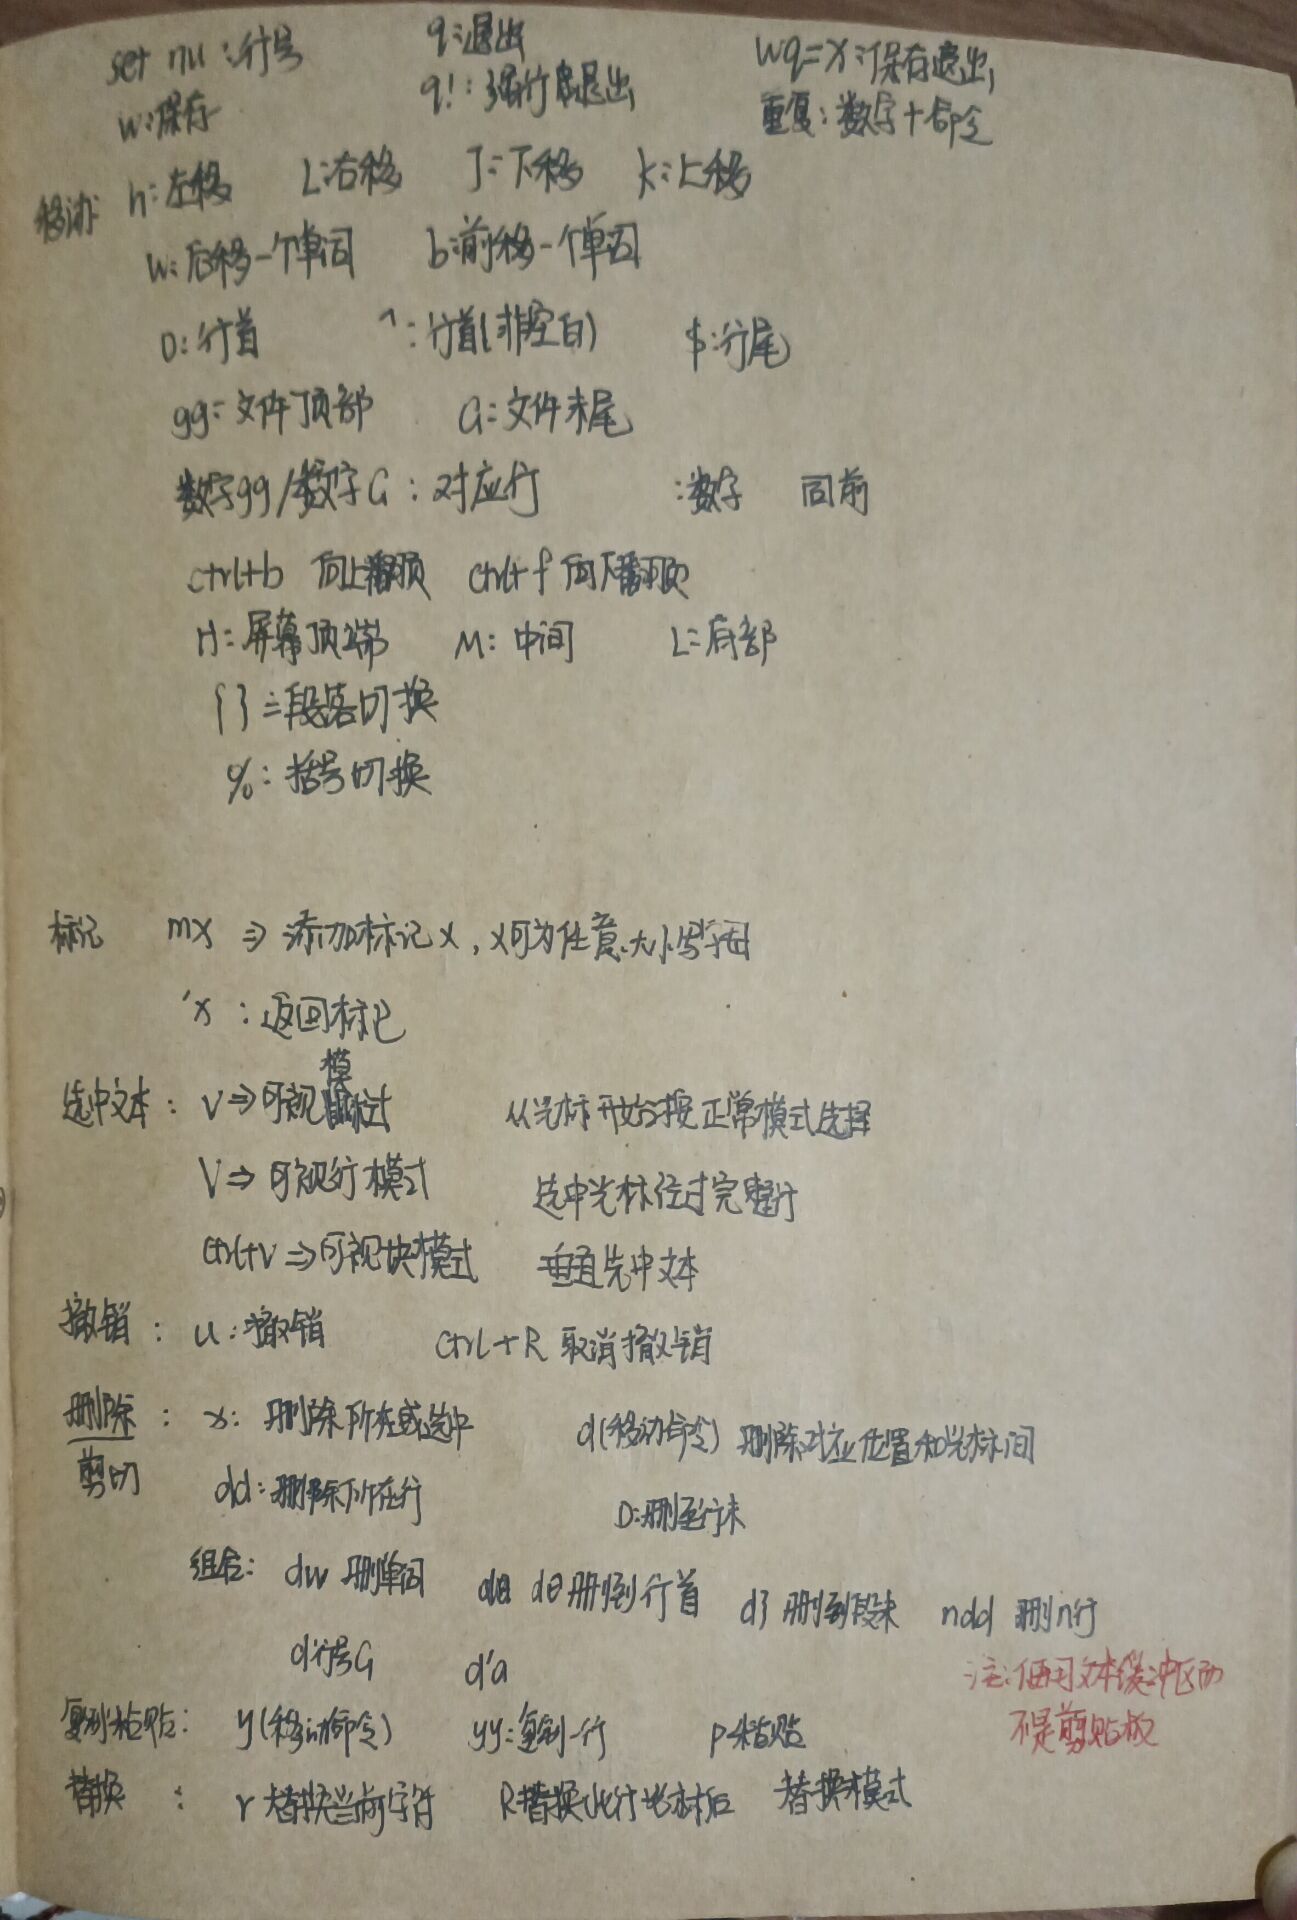 set nu :行号 q:退出 wq=x:保存退出
w:保存 q!:强行退出 重复:数字+命令
移动: h:左移 L:右移 J:下移 k:上移
w:后移一个单词 b:前移一个单词
0:行首 ^:行首(非空白) $:行尾
gg:文件顶部 G:文件末尾
数字gg/数字G:对应行 :数字 同前
ctrl+b 向上翻页 ctrl+f 向下翻页
H:屏幕顶端 M:中间 L:底部
{ }:段落切换
%:括号切换
标记 mx ⇒ 添加标记x,x可为任意大小写字母
'x :返回标记
选中文本: v⇒可视模式 从光标开始按正常模式选择
V⇒可视行模式 选中光标经过完整行
Ctrl+v⇒可视块模式 垂直选中文本
撤销: u:撤销 Ctrl+R 取消撤销
删除: x:删除所在或选中 d(移动命令) 删除对应位置和光标间
剪切 dd:删除所在行 D:删至行末
组合: dw 删单词 d0删到行首 d} 删到段末 ndd 删n行
d行号G d'a 注:使用文本缓冲区而
不是剪贴板
复制粘贴: y(移动命令) yy:复制一行 p粘贴
替换: r 替换当前字符 R替换此行光标后 替换模式